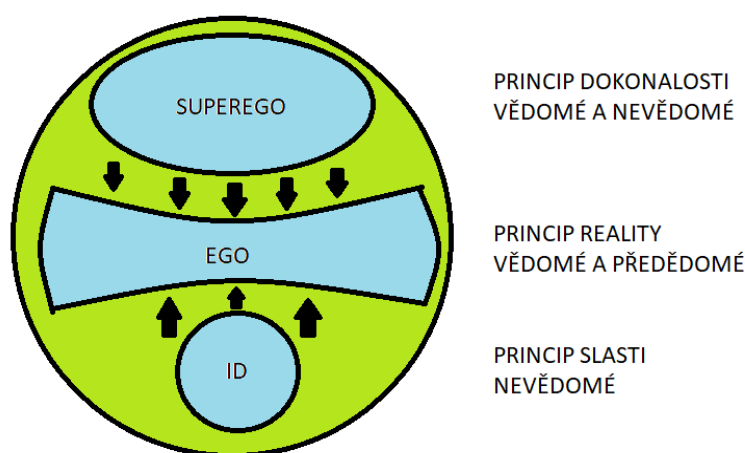 SUPEREGO
PRINCIP DOKONALOSTI
VĚDOMÉ A NEVĚDOMÉ
EGO
PRINCIP REALITY
VĚDOMÉ A PŘEDĚDOMÉ
ID
PRINCIP SLASTI
NEVĚDOMÉ